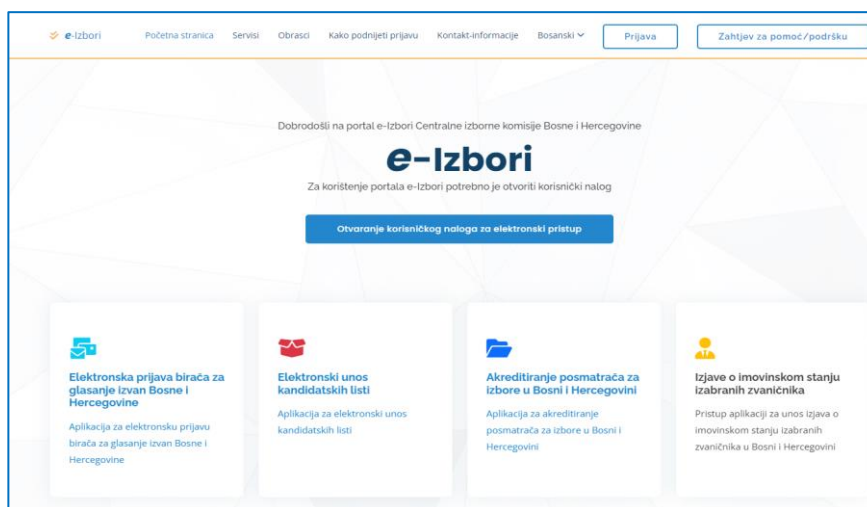 e-Izbori
Početna stranica
Servisi
Obrasci
Kako podnijeti prijavu
Kontakt-informacije
Bosanski
Prijava
Zahtjev za pomoć/podršku
Dobrodošli na portal e-Izbori Centralne izborne komisije Bosne i Hercegovine
e-Izbori
Za korištenje portala e-Izbori potrebno je otvoriti korisnički nalog
Otvaranje korisničkog naloga za elektronski pristup
Elektronska prijava birača za
glasanje izvan Bosne i
Hercegovine
Aplikacija za elektronsku prijavu
birača za glasanje izvan Bosne i
Hercegovine
Elektronski unos
kandidatskih listi
Aplikacija za elektronski unos
kandidatskih listi
Akreditiranje posmatrača za
izbore u Bosni i Hercegovini
Aplikacija za akreditiranje
posmatrača za izbore u Bosni i
Hercegovini
Izjave o imovinskom stanju
izabranih zvaničnika
Pristup aplikaciji za unos izjava o
imovinskom stanju izabranih
zvaničnika u Bosni i Hercegovini